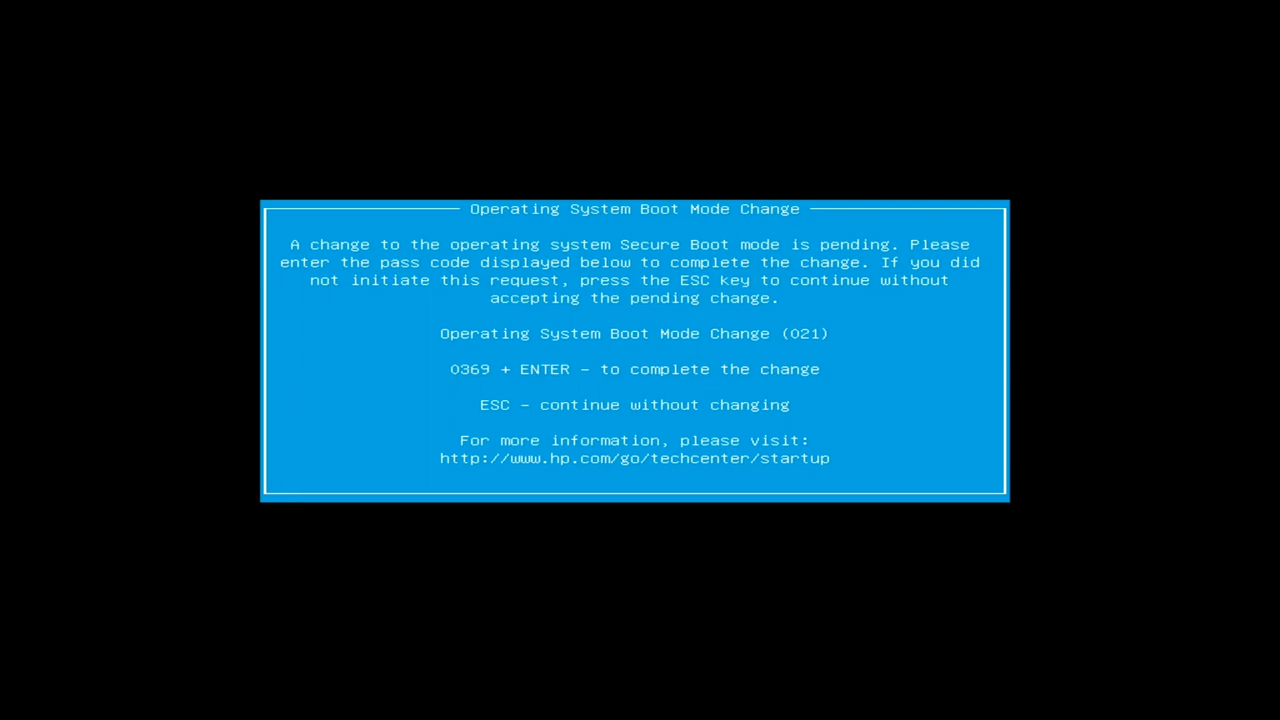 Operating System Boot Mode Change
A change to the operating system Secure Boot mode is pending. Please
enter the pass code displayed below to complete the change. If you did
not initiate this request, press the ESC key to continue without
accepting the pending change.
Operating System Boot Mode Change (021)
0369 + ENTER - to complete the change
ESC - continue without changing
For more information, please visit:
http://www.hp.com/go/techcenter/startup